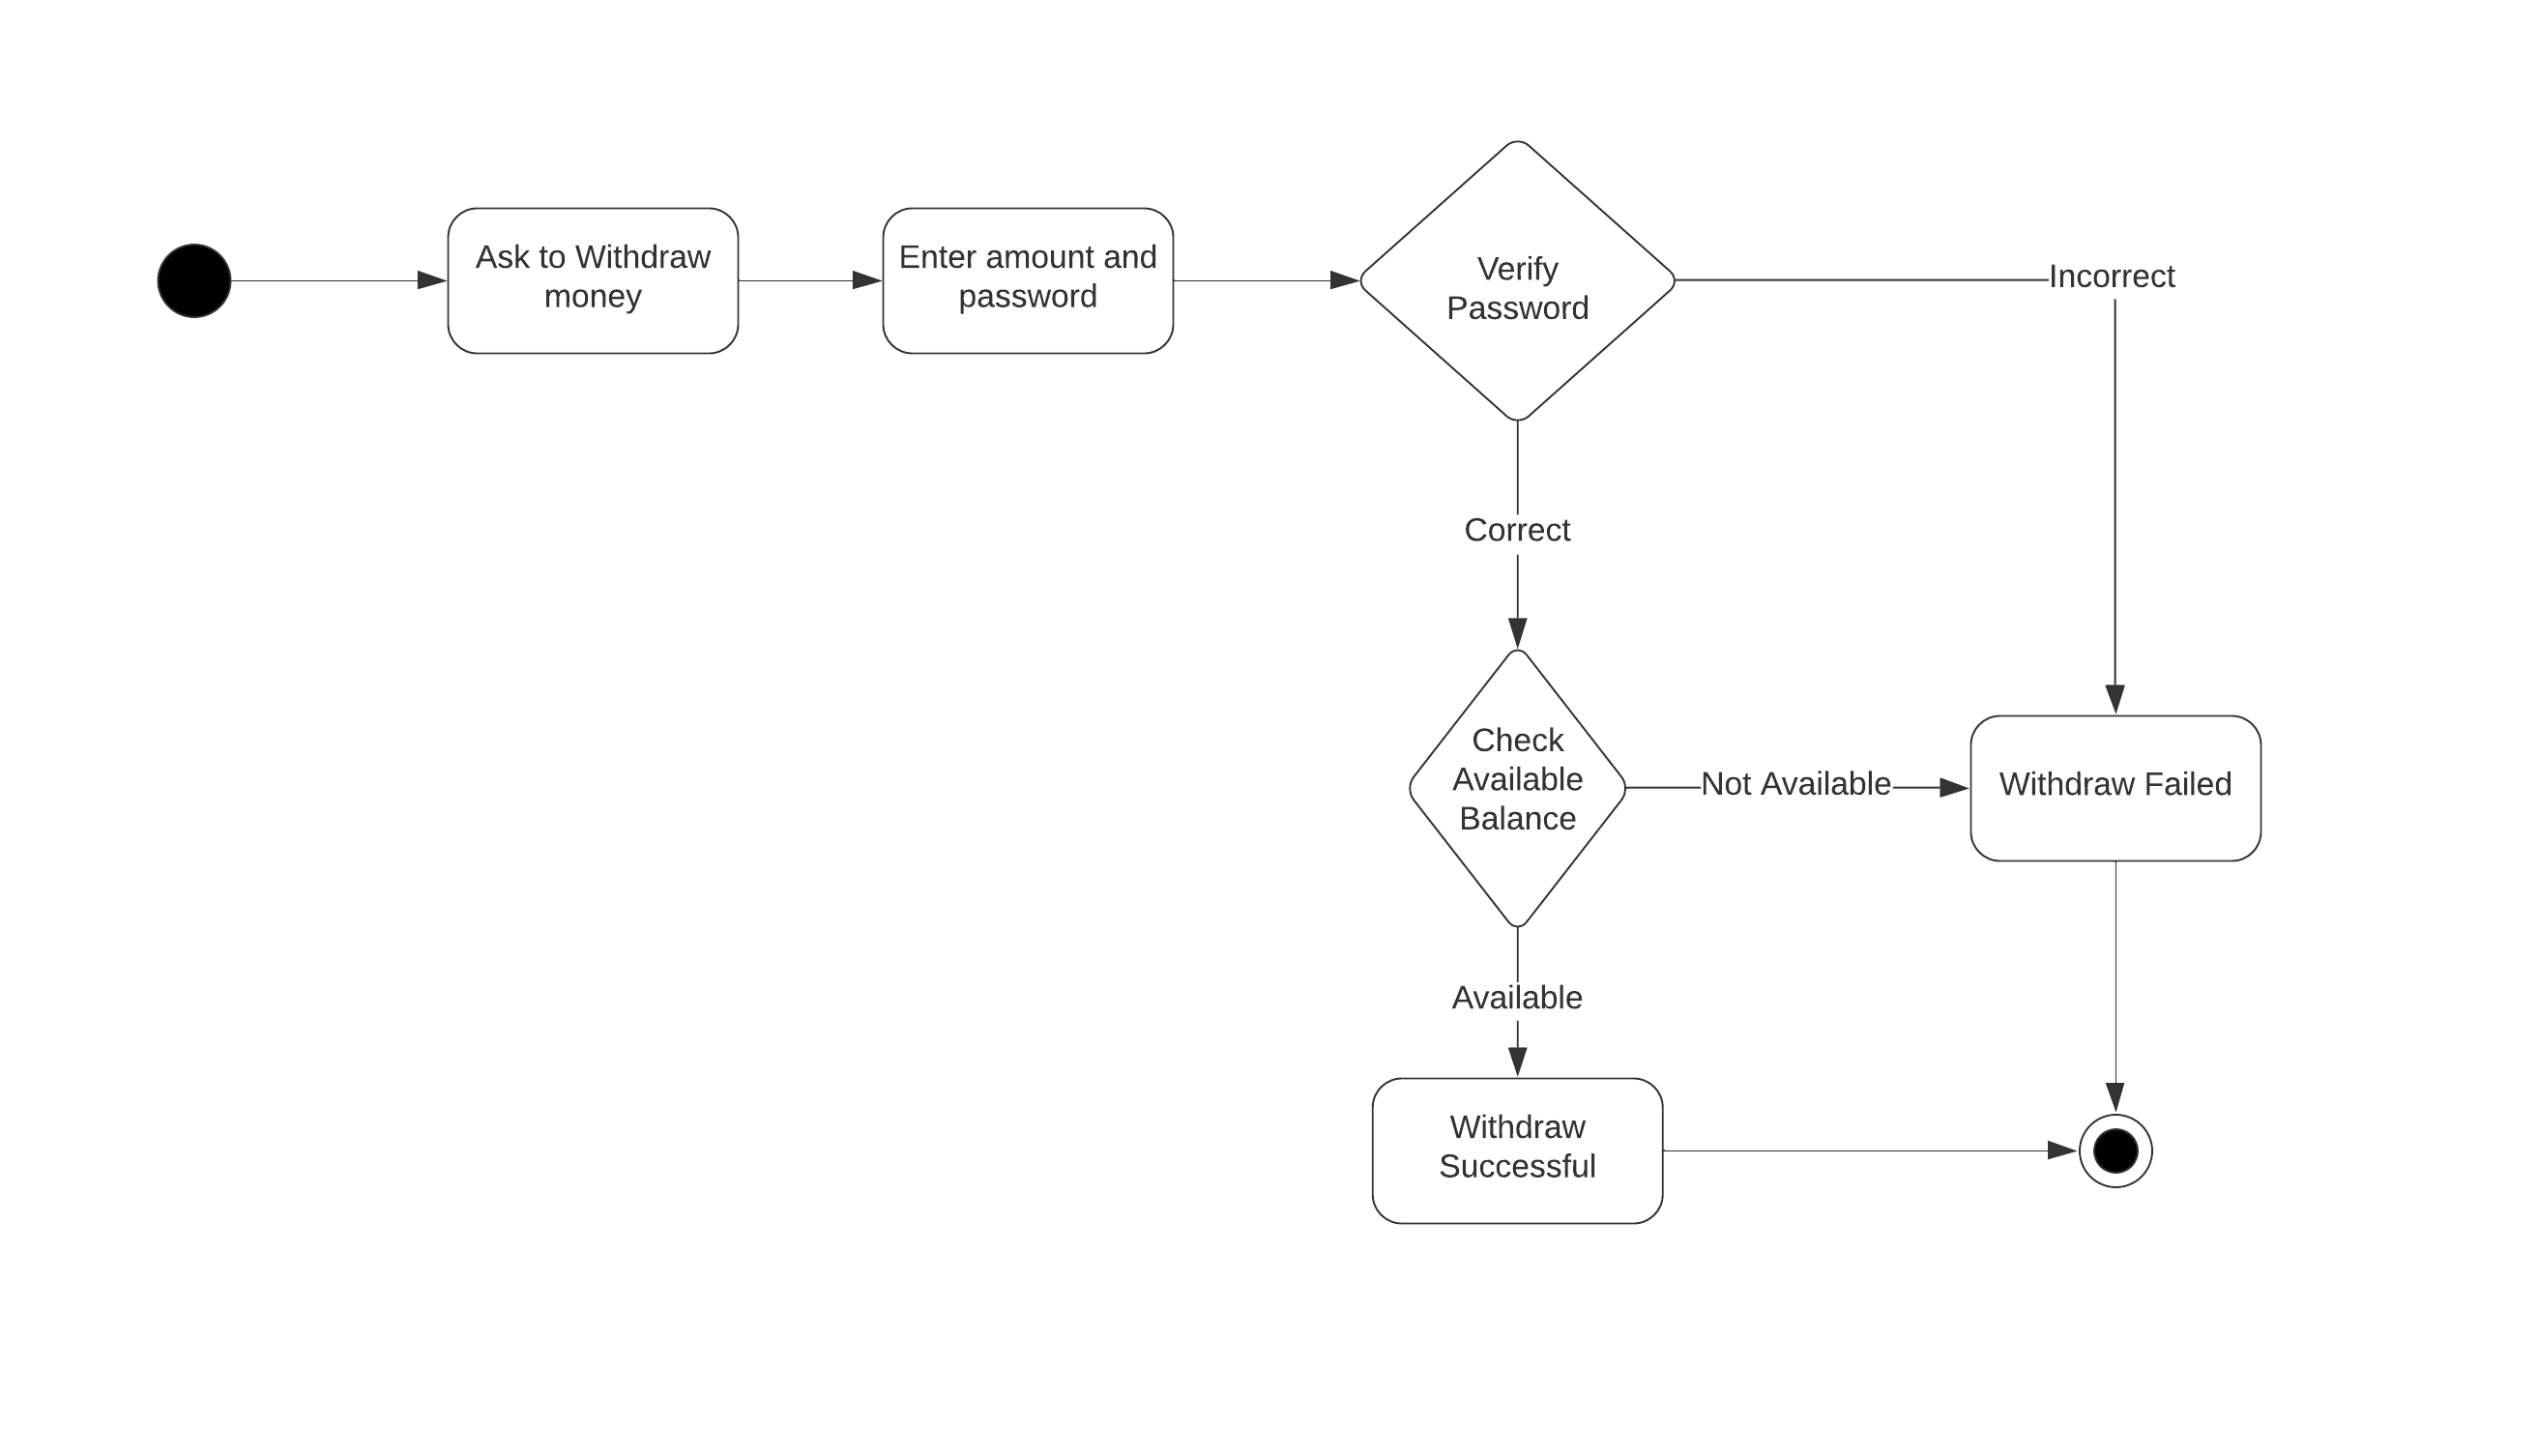 Ask to Withdraw
money
Enter amount and
password
Verify
Password
Incorrect
Correct
Check
Available
Balance
Not Available
Withdraw Failed
Available
Withdraw
Successful